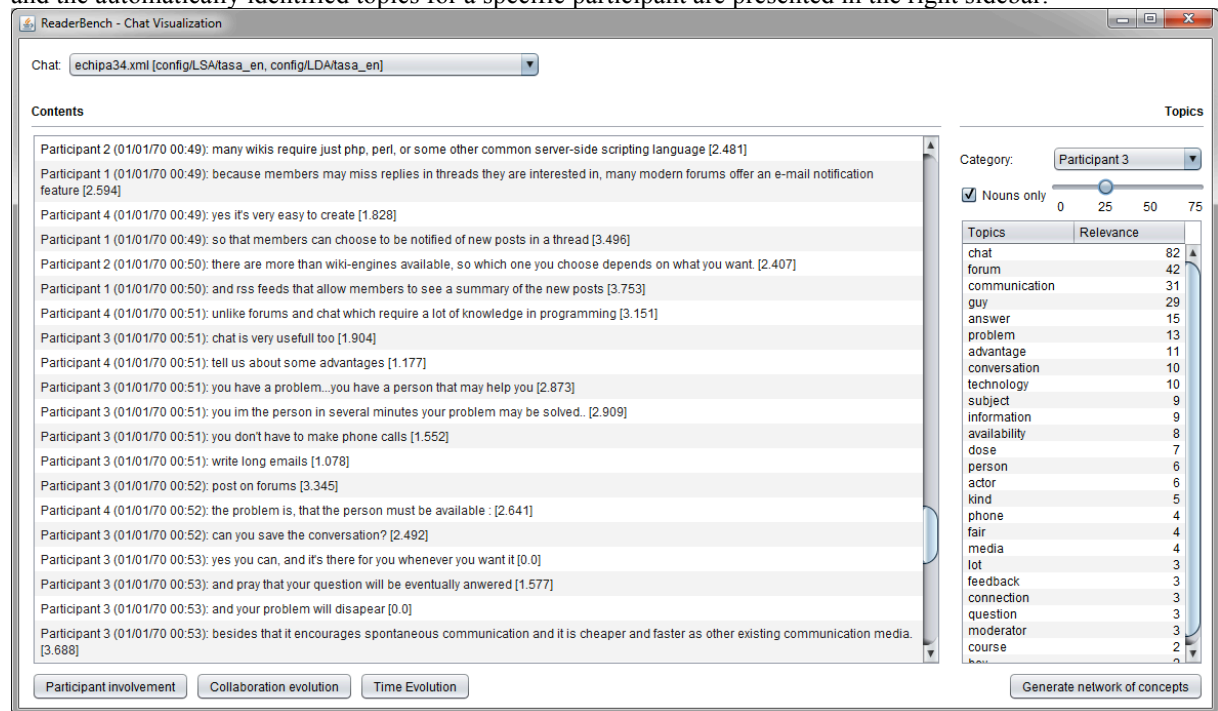 and the automatically identified topics for a specific participant are presented in the right sidebar.
ReaderBench - Chat Visualization
Chat: echipa34.xml [config/LSA/tasa_en, config/LDA/tasa_en]
Contents
Participant 2 (01/01/70 00:49): many wikis require just php, perl, or some other common server-side scripting language [2.481]
Participant 1 (01/01/70 00:49): because members may miss replies in threads they are interested in, many modern forums offer an e-mail notification
feature [2.594]
Participant 4 (01/01/70 00:49): yes it's very easy to create [1.828]
Participant 1 (01/01/70 00:49): so that members can choose to be notified of new posts in a thread [3.496]
Participant 2 (01/01/70 00:50): there are more than wiki-engines available, so which one you choose depends on what you want. [2.407]
Participant 1 (01/01/70 00:50): and rss feeds that allow members to see a summary of the new posts [3.753]
Participant 4 (01/01/70 00:51): unlike forums and chat which require a lot of knowledge in programming [3.151]
Participant 3 (01/01/70 00:51): chat is very usefull too [1.904]
Participant 4 (01/01/70 00:51): tell us about some advantages [1.177]
Participant 3 (01/01/70 00:51): you have a problem...you have a person that may help you [2.873]
Participant 3 (01/01/70 00:51): you im the person in several minutes your problem may be solved.. [2.909]
Participant 3 (01/01/70 00:51): you don't have to make phone calls [1.552]
Participant 3 (01/01/70 00:51): write long emails [1.078]
Participant 3 (01/01/70 00:52): post on forums [3.345]
Participant 4 (01/01/70 00:52): the problem is, that the person must be available : [2.641]
Participant 3 (01/01/70 00:52): can you save the conversation? [2.492]
Participant 3 (01/01/70 00:53): yes you can, and it's there for you whenever you want it [0.0]
Participant 3 (01/01/70 00:53): and pray that your question will be eventually anwered [1.577]
Participant 3 (01/01/70 00:53): and your problem will disapear [0.0]
Participant 3 (01/01/70 00:53): besides that it encourages spontaneous communication and it is cheaper and faster as other existing communication media.
[3.688]
Participant involvement
Collaboration evolution
Time Evolution
Topics
Category: Participant 3
Nouns only
0 25 50 75
Topics Relevance
chat 82
forum 42
communication 31
guy 29
answer 15
problem 13
advantage 11
conversation 10
technology 10
subject 9
information 9
availability 8
dose 7
person 6
actor 6
kind 5
phone 4
fair 4
media 4
lot 3
feedback 3
connection 3
question 3
moderator 3
course 2
Generate network of concepts